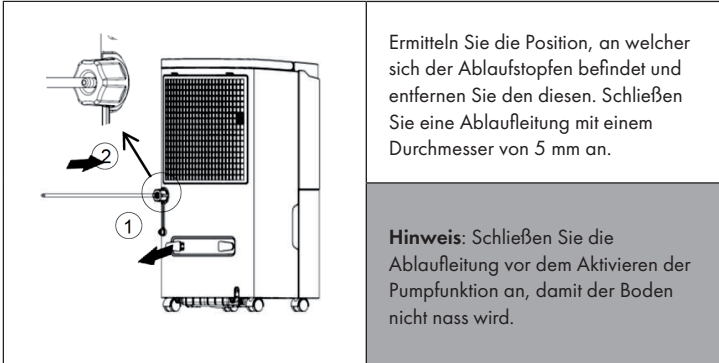 2
1
Ermitteln Sie die Position, an welcher
sich der Ablaufstopfen befindet und
entfernen Sie den diesen. Schließen
Sie eine Ablaufleitung mit einem
Durchmesser von 5 mm an.
Hinweis: Schließen Sie die
Ablaufleitung vor dem Aktivieren der
Pumpfunktion an, damit der Boden
nicht nass wird.